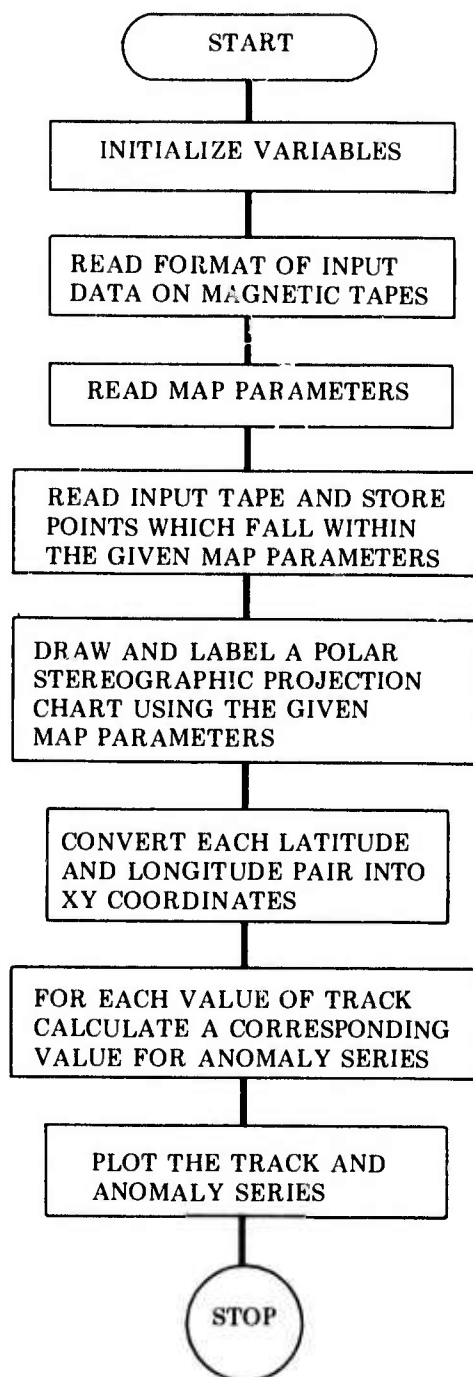 START
INITIALIZE VARIABLES
READ FORMAT OF INPUT
DATA ON MAGNETIC TAPES
READ MAP PARAMETERS
READ INPUT TAPE AND STORE
POINTS WHICH FALL WITHIN
THE GIVEN MAP PARAMETERS
DRAW AND LABEL A POLAR
STEREOGRAPHIC PROJECTION
CHART USING THE GIVEN
MAP PARAMETERS
CONVERT EACH LATITUDE
AND LONGITUDE PAIR INTO
XY COORDINATES
FOR EACH VALUE OF TRACK
CALCULATE A CORRESPONDING
VALUE FOR ANOMALY SERIES
PLOT THE TRACK AND
ANOMALY SERIES
STOP